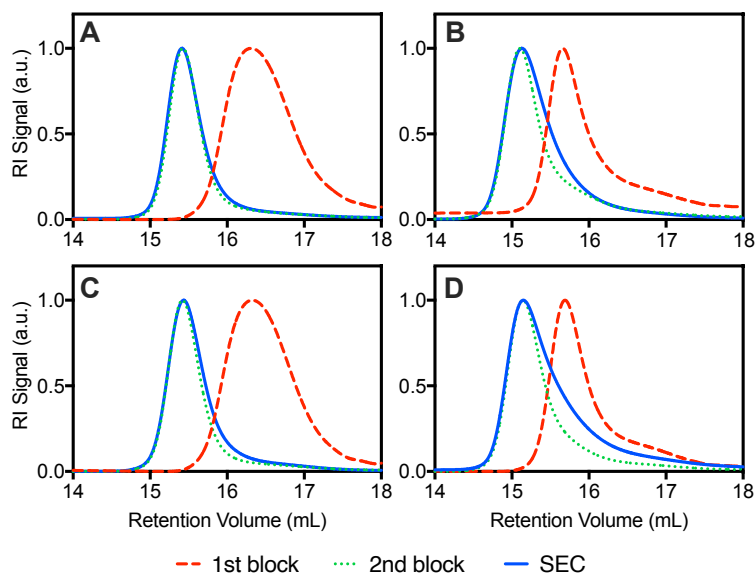 A
B
RI Signal (a.u.)
1.0
0.5
0.0
14 15 16 17 18
1.0
0.5
0.0
14 15 16 17 18
C
D
RI Signal (a.u.)
1.0
0.5
0.0
14 15 16 17 18
Retention Volume (mL)
1.0
0.5
0.0
14 15 16 17 18
Retention Volume (mL)
1st block 2nd block SEC